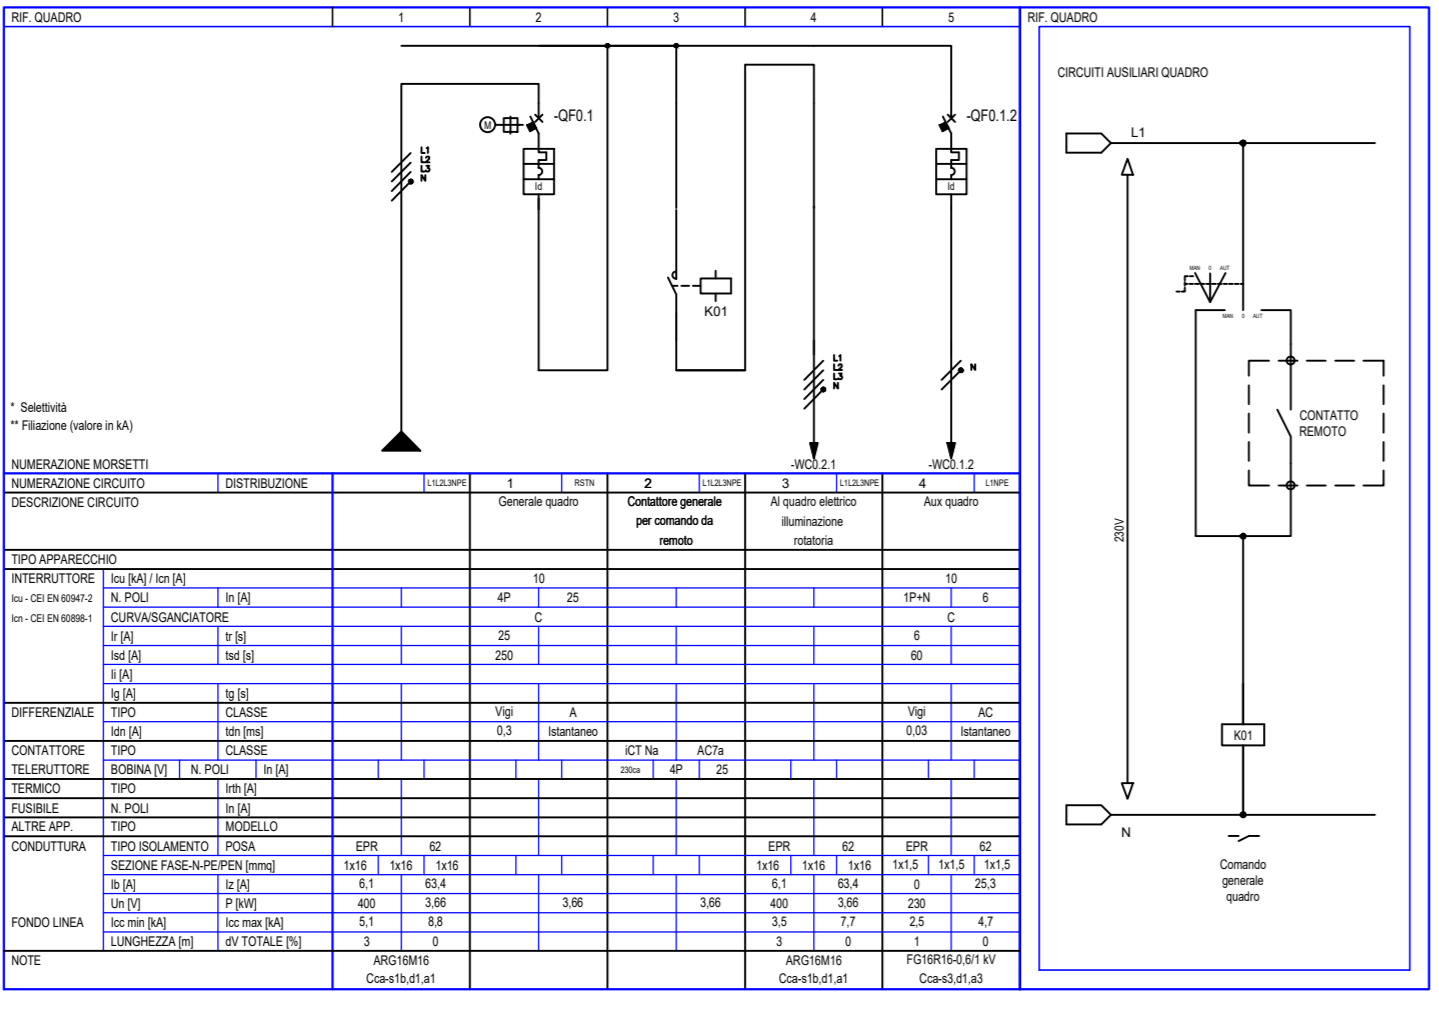 RIF. QUADRO 1 2 3 4 5 RIF. QUADRO
CIRCUITI AUSILIARI QUADRO
-QF0.1
-QF0.1.2
M
L1
L2
L3
N
Id
Id
K01
L1
L2
L3
N
N
* Selettività
** Filiazione (valore in kA)
NUMERAZIONE MORSETTI -WC0.2.1 -WC0.1.2
NUMERAZIONE CIRCUITO DISTRIBUZIONE L1L2L3NPE 1 RSTN 2 L1L2L3NPE 3 L1L2L3NPE 4 L1NPE
DESCRIZIONE CIRCUITO Generale quadro Contattore generale Al quadro elettrico Aux quadro
per comando da illuminazione
remoto rotatoria
TIPO APPARECCHIO
INTERRUTTORE Icu [kA] / Icn [A] 10 10
Icu - CEI EN 60947-2 N. POLI In [A] 4P 25 1P+N 6
Icn - CEI EN 60898-1 CURVA/SGANCIATORE C C
Ir [A] tr [s] 25 6
Isd [A] tsd [s] 250 60
Ii [A]
Ig [A] tg [s]
DIFFERENZIALE TIPO CLASSE Vigi A Vigi AC
Idn [A] tdn [ms] 0,3 Istantaneo 0,03 Istantaneo
CONTATTORE TIPO CLASSE iCT Na AC7a
TELERUTTORE BOBINA [V] N. POLI In [A] 230ca 4P 25
TERMICO TIPO Irth [A]
FUSIBILE N. POLI In [A]
ALTRE APP. TIPO MODELLO
CONDUTTURA TIPO ISOLAMENTO POSA EPR 62 EPR 62 EPR 62
SEZIONE FASE-N-PE/PEN [mmq] 1x16 1x16 1x16 1x16 1x16 1x16 1x1,5 1x1,5 1x1,5
Ib [A] Iz [A] 6,1 63,4 6,1 63,4 0 25,3
Un [V] P [kW] 400 3,66 3,66 3,66 400 3,66 230
FONDO LINEA Icc min [kA] Icc max [kA] 5,1 8,8 3,5 7,7 2,5 4,7
LUNGHEZZA [m] dV TOTALE [%] 3 0 3 0 1 0
NOTE ARG16M16 ARG16M16 FG16R16-0,6/1 kV
Cca-s1b,d1,a1 Cca-s1b,d1,a1 Cca-s3,d1,a3
L1
MAN 0 AUT
MAN 0 AUT
CONTATTO
REMOTO
230V
K01
N
Comando
generale
quadro